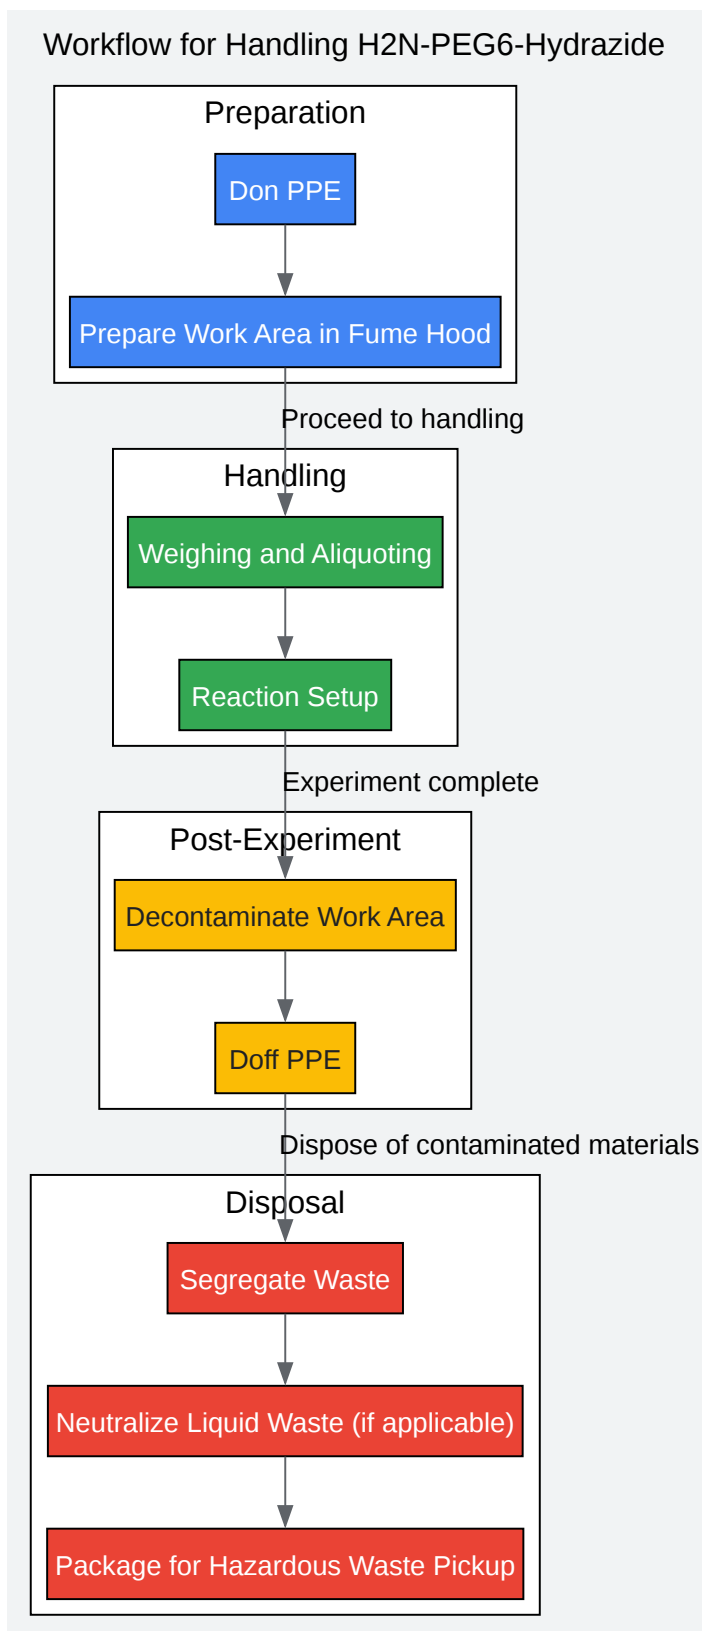 Workflow for Handling H2N-PEG6-Hydrazide
Preparation
Don PPE
Prepare Work Area in Fume Hood
Proceed to handling
Handling
Weighing and Aliquoting
Reaction Setup
Experiment complete
Post-Experiment
Decontaminate Work Area
Doff PPE
Dispose of contaminated materials
Disposal
Segregate Waste
Neutralize Liquid Waste (if applicable)
Package for Hazardous Waste Pickup